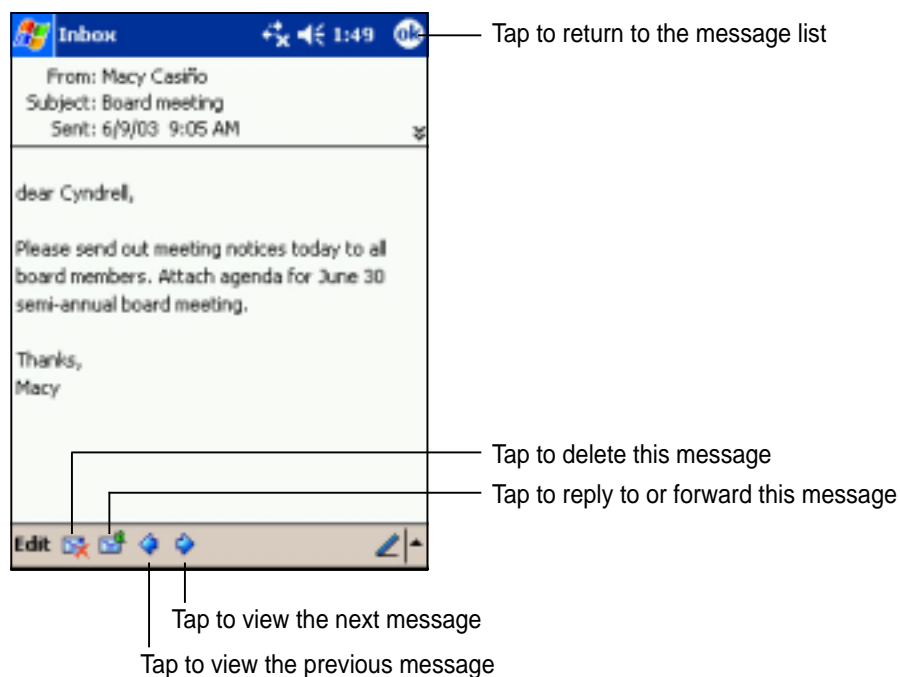 Inbox 1:49 ok
Tap to return to the message list
From: Macy Casiño
Subject: Board meeting
Sent: 6/9/03 9:05 AM
dear Cyndrell,
Please send out meeting notices today to all
board members. Attach agenda for June 30
semi-annual board meeting.
Thanks,
Macy
Tap to delete this message
Tap to reply to or forward this message
Edit
Tap to view the next message
Tap to view the previous message